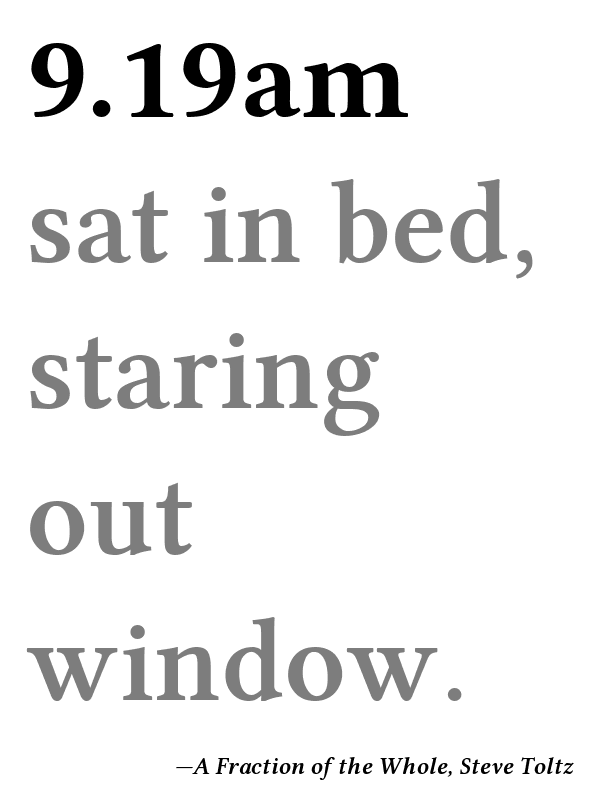 9.19am
sat in bed,
staring
out
window.
—A Fraction of the Whole, Steve Toltz